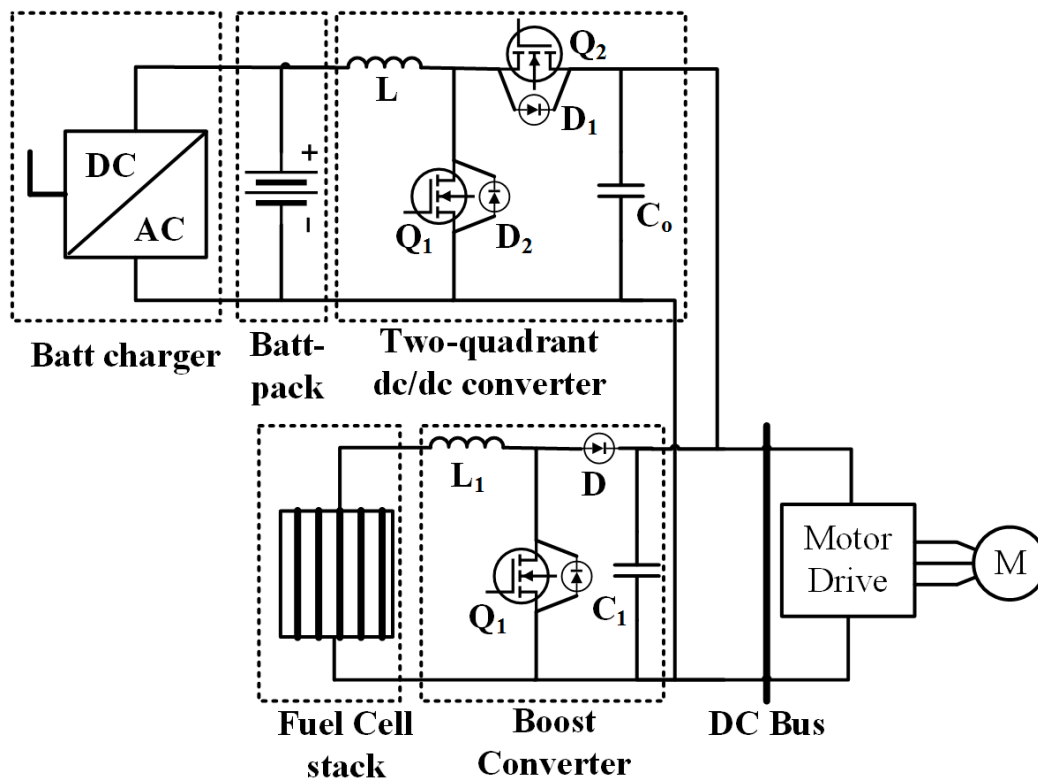 Q₂
L
D₁
DC
AC
+
−
Q₁
D₂
Cₒ
Batt charger
Batt-
pack
Two-quadrant
dc/dc converter
L₁
D
Q₁
C₁
Motor
Drive
M
Fuel Cell
stack
Boost
Converter
DC Bus